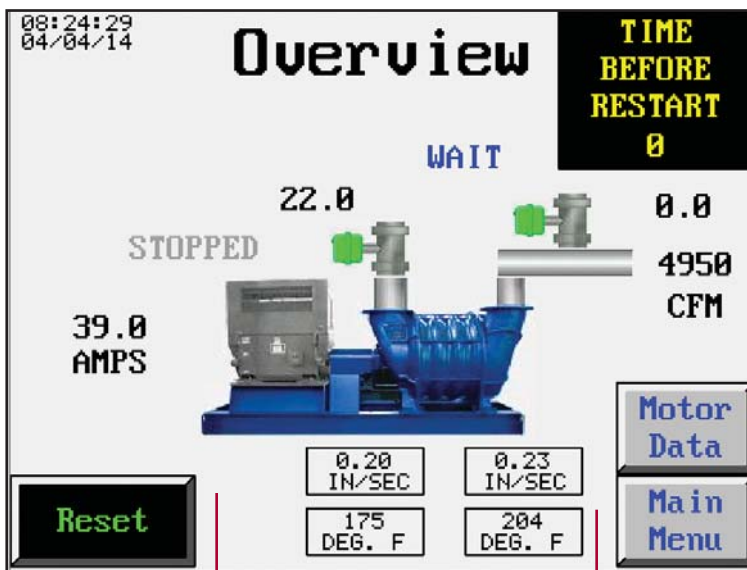 08:24:29
04/04/14
Overview
TIME
BEFORE
RESTART
0
WAIT
22.0
0.0
STOPPED
4950
CFM
39.0
AMPS
Motor
Data
0.20
IN/SEC
0.23
IN/SEC
Reset
175
DEG. F
204
DEG. F
Main
Menu